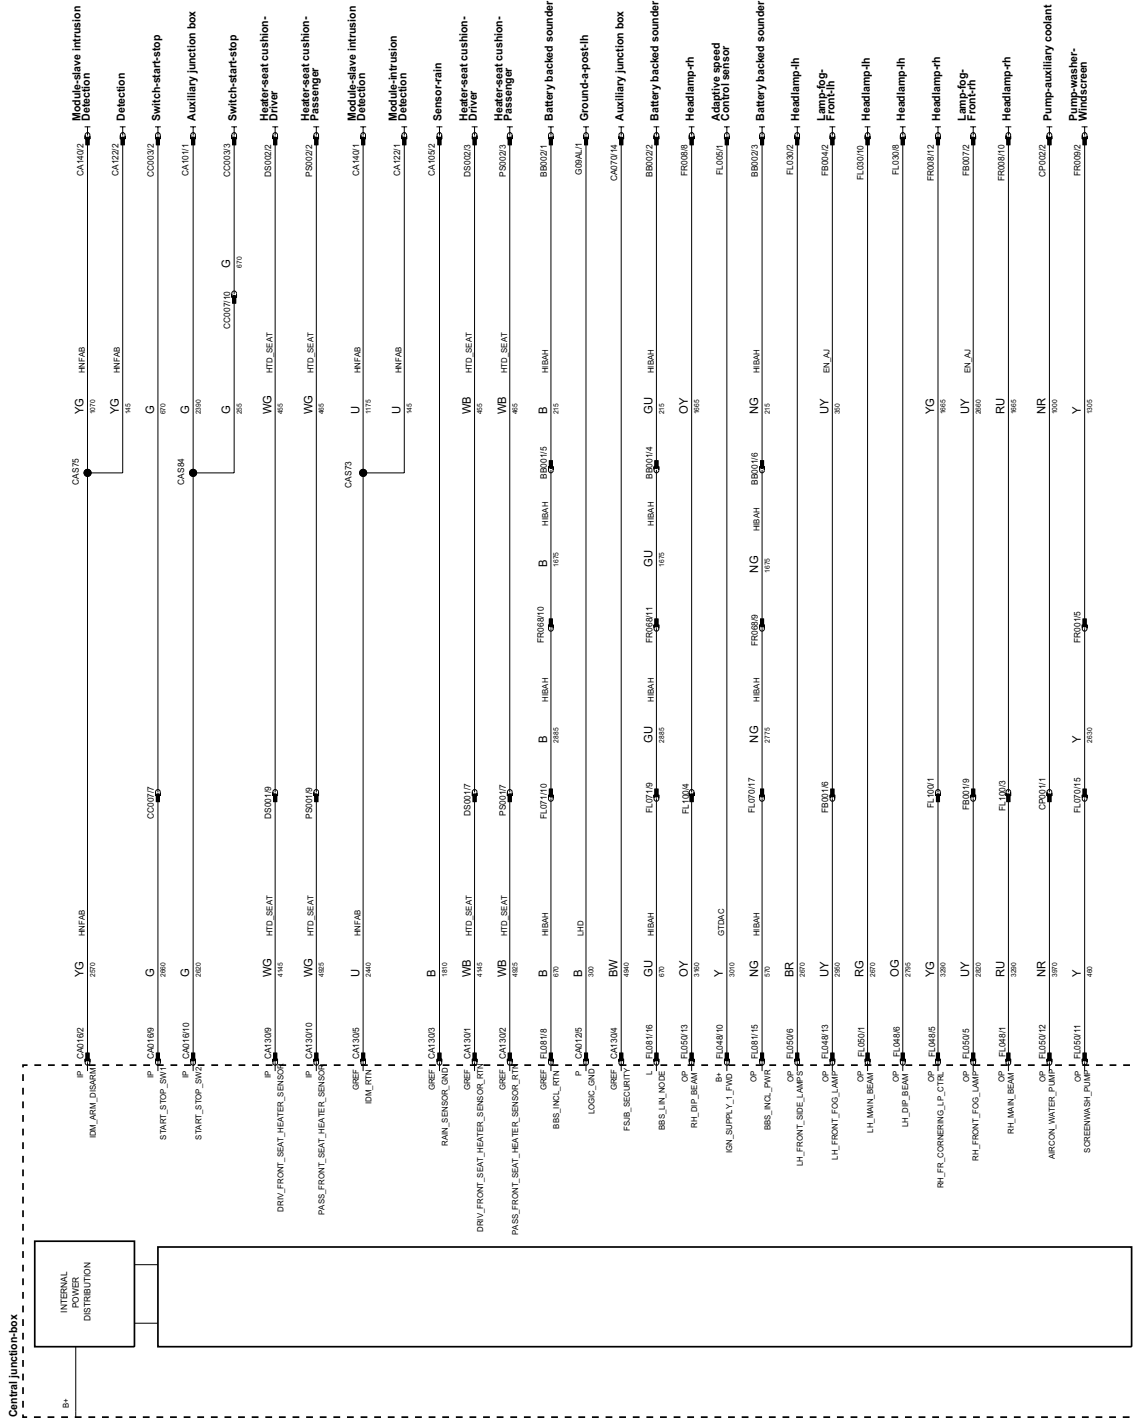 Central junction-box
B+
INTERNAL
POWER
DISTRIBUTION
IDM_ARM_DISARM
IP
CA016/2
YG
2570
HNFAB
CAS75
YG
1070
HNFAB
CA140/2
Module-slave intrusion
Detection
YG
145
HNFAB
CA122/2
Detection
START_STOP_SW1
IP
CA016/9
G
2660
CC007/7
G
670
CC003/2
Switch-start-stop
START_STOP_SW2
IP
CA016/10
G
2620
CAS84
G
2390
CA101/1
Auxiliary junction box
G
255
CC007/10
G
670
CC003/3
Switch-start-stop
DRIV_FRONT_SEAT_HEATER_SENSOR
IP
CA130/9
WG
4145
HTD_SEAT
DS001/9
WG
455
HTD_SEAT
DS002/2
Heater-seat cushion-
Driver
PASS_FRONT_SEAT_HEATER_SENSOR
IP
CA130/10
WG
4925
HTD_SEAT
PS001/9
WG
465
HTD_SEAT
PS002/2
Heater-seat cushion-
Passenger
IDM_RTN
GREF
CA130/5
U
2440
HNFAB
CAS73
U
1175
HNFAB
CA140/1
Module-slave intrusion
Detection
U
145
HNFAB
CA122/1
Module-intrusion
Detection
RAIN_SENSOR_GND
GREF
CA130/3
B
1810
CA105/2
Sensor-rain
DRIV_FRONT_SEAT_HEATER_SENSOR_RTN
GREF
CA130/1
WB
4145
HTD_SEAT
DS001/7
WB
455
HTD_SEAT
DS002/3
Heater-seat cushion-
Driver
PASS_FRONT_SEAT_HEATER_SENSOR_RTN
GREF
CA130/2
WB
4925
HTD_SEAT
PS001/7
WB
465
HTD_SEAT
PS002/3
Heater-seat cushion-
Passenger
BBS_INCL_RTN
GREF
FL081/8
B
670
HIBAH
FL071/10
B
2885
HIBAH
FR068/10
B
1675
HIBAH
BB001/5
B
215
HIBAH
BB002/1
Battery backed sounder
LOGIC_GND
P
CA012/5
B
300
LHD
G09AL/1
Ground-a-post-lh
FSJB_SECURITY
GREF
CA130/4
BW
4940
CA070/14
Auxiliary junction box
BBS_LIN_NODE
L
FL081/16
GU
670
HIBAH
FL071/9
GU
2885
HIBAH
FR068/11
GU
1675
HIBAH
BB001/4
GU
215
HIBAH
BB002/2
Battery backed sounder
RH_DIP_BEAM
OP
FL050/13
OY
3160
FL100/4
OY
1665
FR008/8
Headlamp-rh
IGN_SUPPLY_1_FWD
B+
FL048/10
Y
3010
GTDAC
FL005/1
Adaptive speed
Control sensor
BBS_INCL_PWR
OP
FL081/15
NG
570
HIBAH
FL070/17
NG
2775
HIBAH
FR068/9
NG
1675
HIBAH
BB001/6
NG
215
HIBAH
BB002/3
Battery backed sounder
LH_FRONT_SIDE_LAMPS
OP
FL050/6
BR
2670
FL030/2
Headlamp-lh
LH_FRONT_FOG_LAMP
OP
FL048/13
UY
2950
FB001/6
UY
350
EN_AJ
FB004/2
Lamp-fog-
Front-lh
LH_MAIN_BEAM
OP
FL050/1
RG
2670
FL030/10
Headlamp-lh
LH_DIP_BEAM
OP
FL048/6
OG
2795
FL030/8
Headlamp-lh
RH_FR_CORNERING_LP_CTRL
OP
FL048/5
YG
3290
FL100/1
YG
1665
FR008/12
Headlamp-rh
RH_FRONT_FOG_LAMP
OP
FL050/5
UY
2820
FB001/9
UY
2660
EN_AJ
FB007/2
Lamp-fog-
Front-rh
RH_MAIN_BEAM
OP
FL048/1
RU
3290
FL100/3
RU
1665
FR008/10
Headlamp-rh
AIRCON_WATER_PUMP
OP
FL050/12
NR
3970
CP001/1
NR
1000
CP002/2
Pump-auxiliary coolant
SCREENWASH_PUMP
OP
FL050/11
Y
460
FL070/15
Y
2630
FR001/5
Y
1305
FR009/2
Pump-washer-
Windscreen